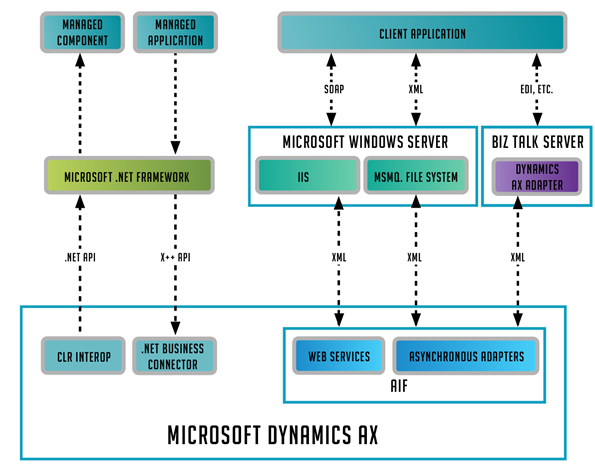 MANAGED
COMPONENT
MANAGED
APPLICATION
CLIENT APPLICATION
SOAP
XML
EDI, ETC.
MICROSOFT WINDOWS SERVER
BIZ TALK SERVER
MICROSOFT .NET FRAMEWORK
IIS
MSMQ. FILE SYSTEM
DYNAMICS
AX ADAPTER
.NET API
X++ API
XML
XML
XML
CLR INTEROP
.NET BUSINESS
CONNECTOR
WEB SERVICES
ASYNCHRONOUS ADAPTERS
AIF
MICROSOFT DYNAMICS AX